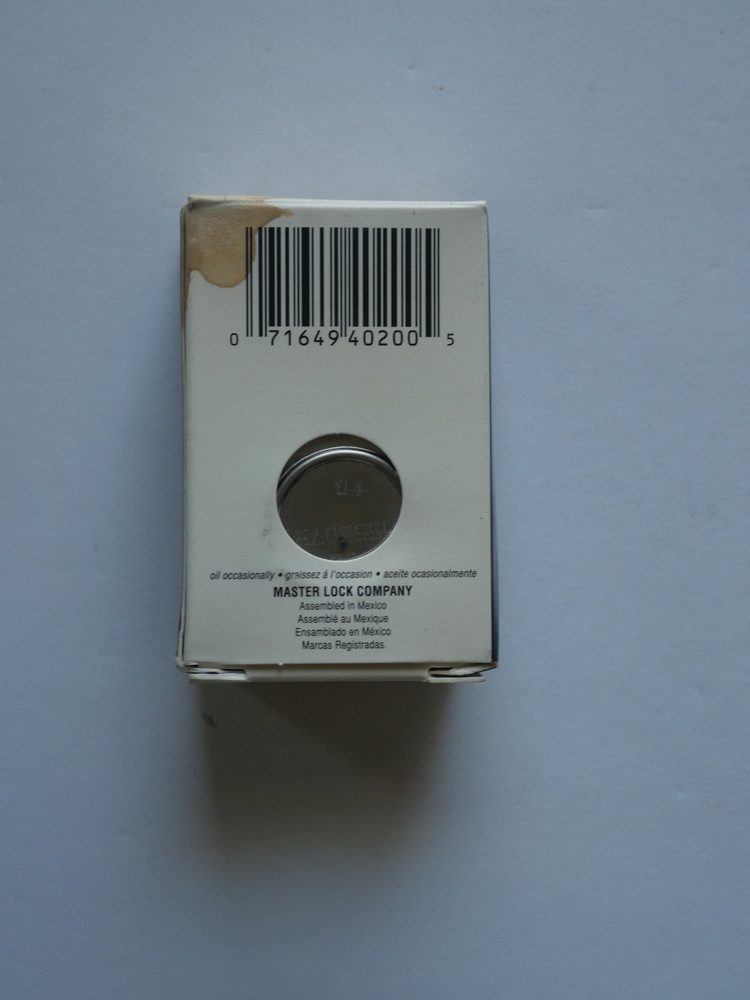 0 71649 40200 5
oil occasionally • graissez á l'occasion • aceite ocasionalmente
MASTER LOCK COMPANY
Assembled in Mexico
Assemblé au Mexique
Ensamblado en México
Marcas Registradas